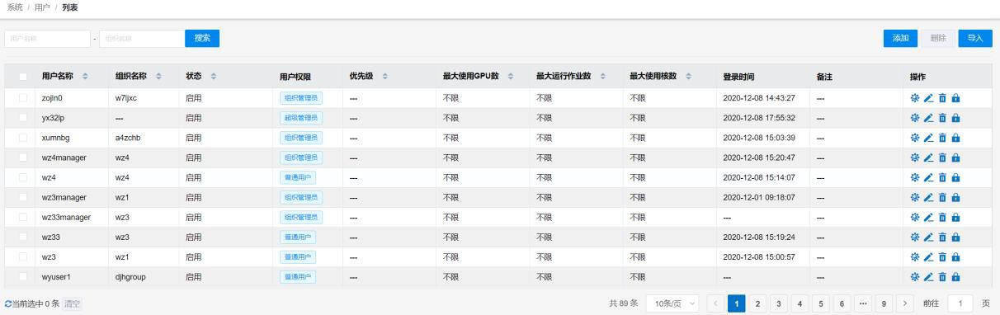 系统 / 用户 / 列表
用户名称 - 组织名称 搜索 添加 删除 导入
用户名称 组织名称 状态 用户权限 优先级 最大使用GPU数 最大运行作业数 最大使用核数 登录时间 备注 操作
zojln0 w7ljxc 启用 组织管理员 --- 不限 不限 不限 2020-12-08 14:43:27 ---
yx32lp --- 启用 超级管理员 --- 不限 不限 不限 2020-12-08 17:55:32 ---
xumnbg a4zchb 启用 组织管理员 --- 不限 不限 不限 2020-12-08 15:03:39 ---
wz4manager wz4 启用 组织管理员 --- 不限 不限 不限 2020-12-08 15:20:47 ---
wz4 wz4 启用 普通用户 --- 不限 不限 不限 2020-12-08 15:14:07 ---
wz3manager wz1 启用 组织管理员 --- 不限 不限 不限 2020-12-01 09:18:07 ---
wz33manager wz3 启用 组织管理员 --- 不限 不限 不限 --- ---
wz33 wz3 启用 普通用户 --- 不限 不限 不限 2020-12-08 15:19:24 ---
wz3 wz1 启用 普通用户 --- 不限 不限 不限 2020-12-08 15:00:57 ---
wyuser1 djhgroup 启用 普通用户 --- 不限 不限 不限 --- ---
当前选中 0 条 清空 共 89 条 10条/页 < 1 2 3 4 5 6 ••• 9 > 前往 1 页